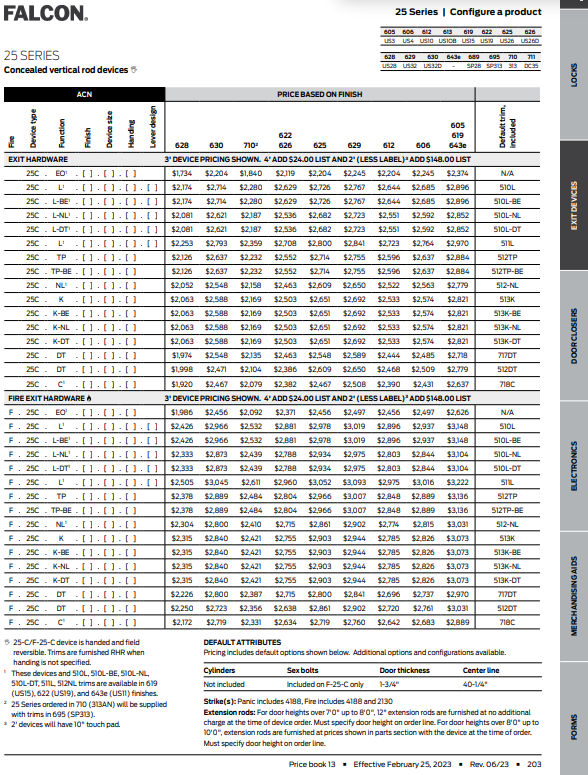 FALCON®
25 Series | Configure a product
605 606 612 613 619 622 625 626
US3 US4 US10 US10B US15 US19 US26 US26D
628 629 630 643e 689 695 710 711
US28 US32 US32D - SP28 SP313 313 DC35
25 SERIES
Concealed vertical rod devices
ACN PRICE BASED ON FINISH
Fire Device type Function Finish Device size Handing Lever design 628 630 710² 622 626 625 629 612 606 605 619 643e Default trim, included
EXIT HARDWARE 3' DEVICE PRICING SHOWN. 4' ADD $24.00 LIST AND 2' (LESS LABEL)³ ADD $148.00 LIST
25C . EO¹ . [ ] . [ ] . [ ] $1,734 $2,204 $1,840 $2,119 $2,204 $2,245 $2,204 $2,245 $2,374 N/A
25C . L¹ . [ ] . [ ] . [ ] . [ ] $2,174 $2,714 $2,280 $2,629 $2,726 $2,767 $2,644 $2,685 $2,896 510L
25C . L-BE¹ . [ ] . [ ] . [ ] . [ ] $2,174 $2,714 $2,280 $2,629 $2,726 $2,767 $2,644 $2,685 $2,896 510L-BE
25C . L-NL¹ . [ ] . [ ] . [ ] . [ ] $2,081 $2,621 $2,187 $2,536 $2,682 $2,723 $2,551 $2,592 $2,852 510L-NL
25C . L-DT¹ . [ ] . [ ] . [ ] . [ ] $2,081 $2,621 $2,187 $2,536 $2,682 $2,723 $2,551 $2,592 $2,852 510L-DT
25C . L¹ . [ ] . [ ] . [ ] . [ ] $2,253 $2,793 $2,359 $2,708 $2,800 $2,841 $2,723 $2,764 $2,970 511L
25C . TP . [ ] . [ ] . [ ] $2,126 $2,637 $2,232 $2,552 $2,714 $2,755 $2,596 $2,637 $2,884 512TP
25C . TP-BE . [ ] . [ ] . [ ] $2,126 $2,637 $2,232 $2,552 $2,714 $2,755 $2,596 $2,637 $2,884 512TP-BE
25C . NL¹ . [ ] . [ ] . [ ] $2,052 $2,548 $2,158 $2,463 $2,609 $2,650 $2,522 $2,563 $2,779 512-NL
25C . K . [ ] . [ ] . [ ] $2,063 $2,588 $2,169 $2,503 $2,651 $2,692 $2,533 $2,574 $2,821 513K
25C . K-BE . [ ] . [ ] . [ ] $2,063 $2,588 $2,169 $2,503 $2,651 $2,692 $2,533 $2,574 $2,821 513K-BE
25C . K-NL . [ ] . [ ] . [ ] $2,063 $2,588 $2,169 $2,503 $2,651 $2,692 $2,533 $2,574 $2,821 513K-NL
25C . K-DT . [ ] . [ ] . [ ] $2,063 $2,588 $2,169 $2,503 $2,651 $2,692 $2,533 $2,574 $2,821 513K-DT
25C . DT . [ ] . [ ] . [ ] $1,974 $2,548 $2,135 $2,463 $2,548 $2,589 $2,444 $2,485 $2,718 717DT
25C . DT . [ ] . [ ] . [ ] $1,998 $2,471 $2,104 $2,386 $2,609 $2,650 $2,468 $2,509 $2,779 512DT
25C . C¹ . [ ] . [ ] . [ ] $1,920 $2,467 $2,079 $2,382 $2,467 $2,508 $2,390 $2,431 $2,637 718C
FIRE EXIT HARDWARE 3' DEVICE PRICING SHOWN. 4' ADD $24.00 LIST AND 2' (LESS LABEL)³ ADD $148.00 LIST
F . 25C . EO¹ . [ ] . [ ] . [ ] $1,986 $2,456 $2,092 $2,371 $2,456 $2,497 $2,456 $2,497 $2,626 N/A
F . 25C . L¹ . [ ] . [ ] . [ ] . [ ] $2,426 $2,966 $2,532 $2,881 $2,978 $3,019 $2,896 $2,937 $3,148 510L
F . 25C . L-BE¹ . [ ] . [ ] . [ ] . [ ] $2,426 $2,966 $2,532 $2,881 $2,978 $3,019 $2,896 $2,937 $3,148 510L-BE
F . 25C . L-NL¹ . [ ] . [ ] . [ ] . [ ] $2,333 $2,873 $2,439 $2,788 $2,934 $2,975 $2,803 $2,844 $3,104 510L-NL
F . 25C . L-DT¹ . [ ] . [ ] . [ ] . [ ] $2,333 $2,873 $2,439 $2,788 $2,934 $2,975 $2,803 $2,844 $3,104 510L-DT
F . 25C . L¹ . [ ] . [ ] . [ ] . [ ] $2,505 $3,045 $2,611 $2,960 $3,052 $3,093 $2,975 $3,016 $3,222 511L
F . 25C . TP . [ ] . [ ] . [ ] $2,378 $2,889 $2,484 $2,804 $2,966 $3,007 $2,848 $2,889 $3,136 512TP
F . 25C . TP-BE . [ ] . [ ] . [ ] $2,378 $2,889 $2,484 $2,804 $2,966 $3,007 $2,848 $2,889 $3,136 512TP-BE
F . 25C . NL¹ . [ ] . [ ] . [ ] $2,304 $2,800 $2,410 $2,715 $2,861 $2,902 $2,774 $2,815 $3,031 512-NL
F . 25C . K . [ ] . [ ] . [ ] $2,315 $2,840 $2,421 $2,755 $2,903 $2,944 $2,785 $2,826 $3,073 513K
F . 25C . K-BE . [ ] . [ ] . [ ] $2,315 $2,840 $2,421 $2,755 $2,903 $2,944 $2,785 $2,826 $3,073 513K-BE
F . 25C . K-NL . [ ] . [ ] . [ ] $2,315 $2,840 $2,421 $2,755 $2,903 $2,944 $2,785 $2,826 $3,073 513K-NL
F . 25C . K-DT . [ ] . [ ] . [ ] $2,315 $2,840 $2,421 $2,755 $2,903 $2,944 $2,785 $2,826 $3,073 513K-DT
F . 25C . DT . [ ] . [ ] . [ ] $2,226 $2,800 $2,387 $2,715 $2,800 $2,841 $2,696 $2,737 $2,970 717DT
F . 25C . DT . [ ] . [ ] . [ ] $2,250 $2,723 $2,356 $2,638 $2,861 $2,902 $2,720 $2,761 $3,031 512DT
F . 25C . C¹ . [ ] . [ ] . [ ] $2,172 $2,719 $2,331 $2,634 $2,719 $2,760 $2,642 $2,683 $2,889 718C
25-C/F-25-C device is handed and field
reversible. Trims are furnished RHR when
handing is not specified.
¹ These devices and 510L, 510L-BE, 510L-NL,
510L-DT, 511L, 512NL trims are available in 619
(US15), 622 (US19), and 643e (US11) finishes.
² 25 Series ordered in 710 (313AN) will be supplied
with trims in 695 (SP313).
³ 2' devices will have 10" touch pad.
DEFAULT ATTRIBUTES
Pricing includes default options shown below. Additional options and configurations available.
Cylinders Sex bolts Door thickness Center line
Not included Included on F-25-C only 1-3/4" 40-1/4"
Strike(s): Panic includes 4188, Fire includes 4188 and 2130
Extension rods: For door heights over 7'0" up to 8'0", 12" extension rods are furnished at no additional
charge at the time of device order. Must specify door height on order line. For door heights over 8'0" up to
10'0", extension rods are furnished at prices shown in parts section with the device at the time of order.
Must specify door height on order line.
Price book 13 ▪ Effective February 25, 2023 ▪ Rev. 06/23 ▪ 203
LOCKS
EXIT DEVICES
DOOR CLOSERS
ELECTRONICS
MERCHANDISING AIDS
FORMS